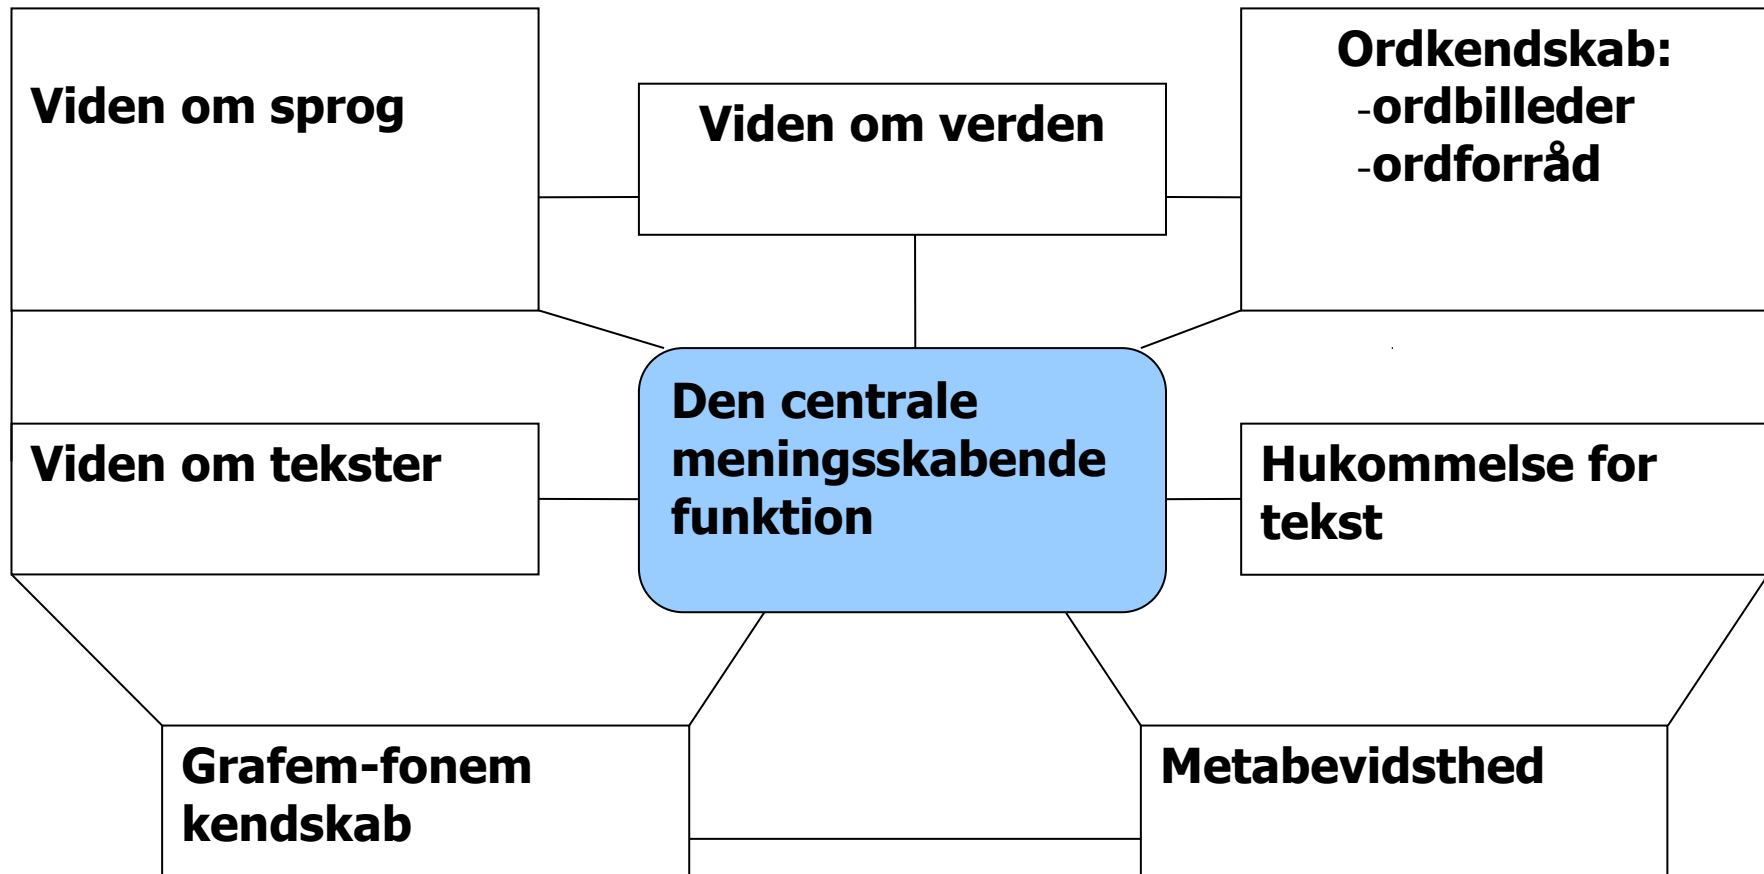 Viden om sprog
Viden om verden
Ordkendskab:
-ordbilleder
-ordforråd
Den centrale
meningsskabende
funktion
Viden om tekster
Hukommelse for
tekst
Grafem-fonem
kendskab
Metabevidsthed